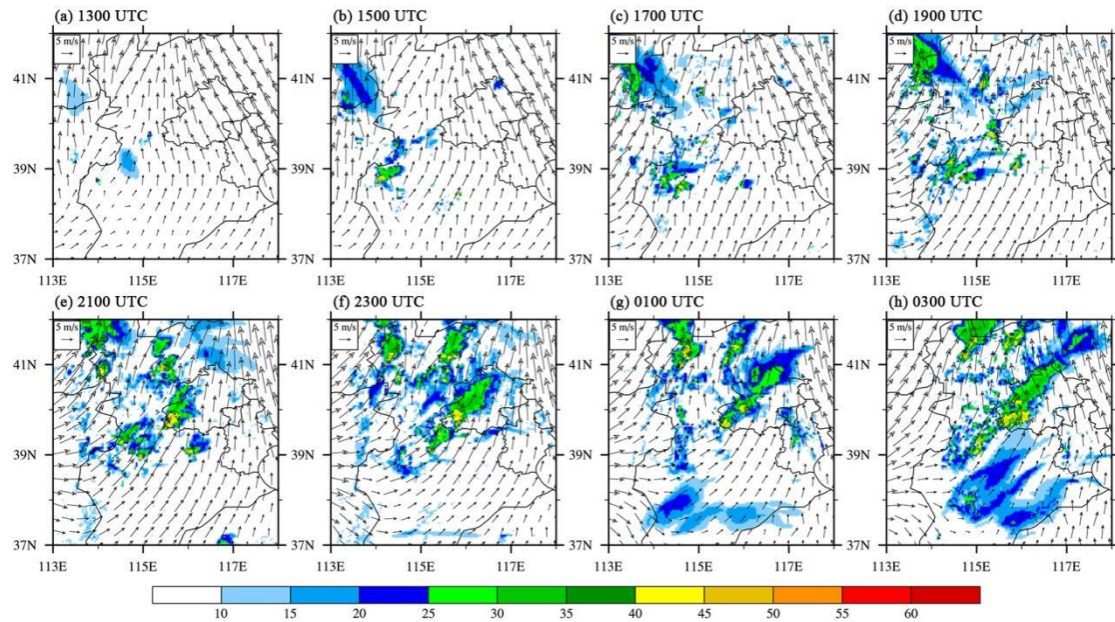 (a) 1300 UTC (b) 1500 UTC (c) 1700 UTC (d) 1900 UTC
5 m/s 5 m/s 5 m/s 5 m/s
41N 41N 41N 41N
39N 39N 39N 39N
37N 37N 37N 37N
113E 115E 117E 113E 115E 117E 113E 115E 117E 113E 115E 117E
(e) 2100 UTC (f) 2300 UTC (g) 0100 UTC (h) 0300 UTC
5 m/s 5 m/s 5 m/s 5 m/s
41N 41N 41N 41N
39N 39N 39N 39N
37N 37N 37N 37N
113E 115E 117E 113E 115E 117E 113E 115E 117E 113E 115E 117E
10 15 20 25 30 35 40 45 50 55 60